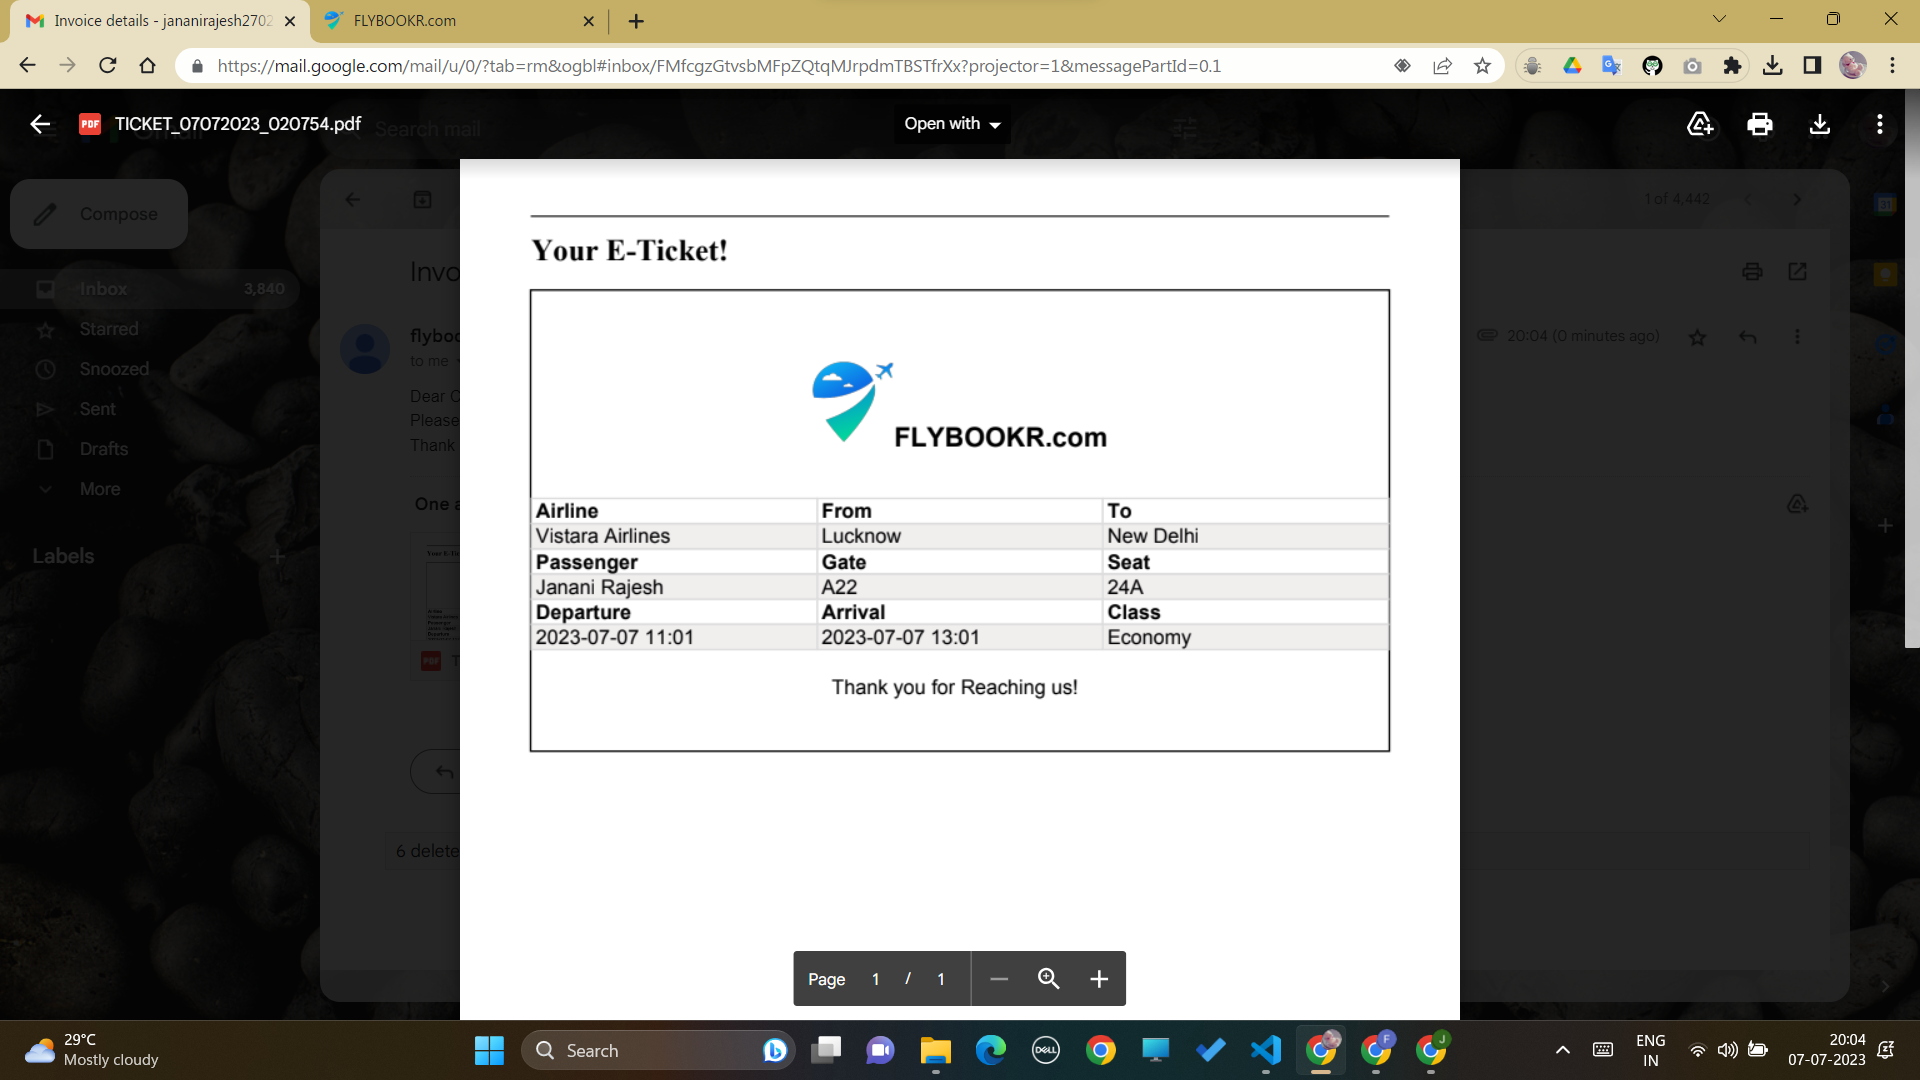 Invoice details - jananirajesh2702
FLYBOOKR.com
https://mail.google.com/mail/u/0/?tab=rm&ogbl#inbox/FMfcgzGtvsbMFpZQtqMJrpdmTBSTfrXx?projector=1&messagePartId=0.1
PDF TICKET_07072023_020754.pdf
Search mail
Open with
Compose
1 of 4,442
Your E-Ticket!
Invo
Inbox 3,840
Starred
flyboo
20:04 (0 minutes ago)
to me
Snoozed
Dear C
Sent
Please
Thank
Drafts
More
FLYBOOKR.com
One a
Labels
Airline From To
Vistara Airlines Lucknow New Delhi
Passenger Gate Seat
Janani Rajesh A22 24A
Departure Arrival Class
2023-07-07 11:01 2023-07-07 13:01 Economy
PDF T
Thank you for Reaching us!
6 delete
Page 1 / 1
29°C
Mostly cloudy
Search
DELL
F
J
ENG
IN
20:04
07-07-2023